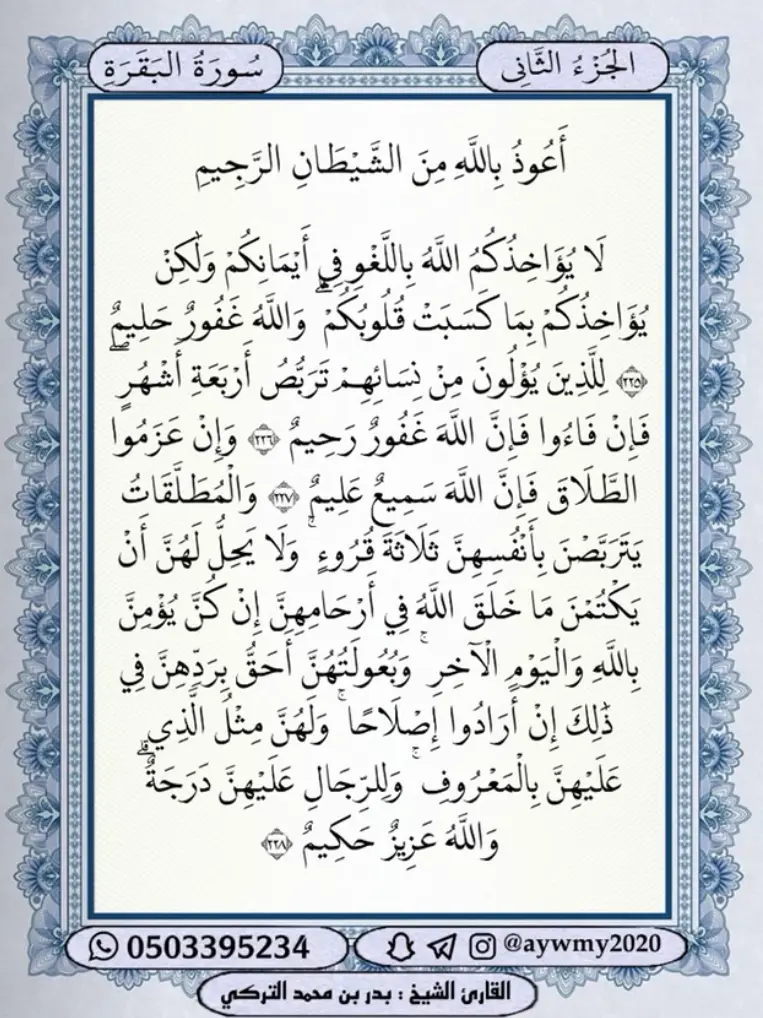 الجُزْءُ الثَّانِى
سُورَةُ البَقَرَةِ
أَعُوذُ بِاللَّهِ مِنَ الشَّيْطَانِ الرَّجِيمِ
لَا يُؤَاخِذُكُمُ اللَّهُ بِاللَّغْوِ فِي أَيْمَانِكُمْ وَلَٰكِنْ
يُؤَاخِذُكُمْ بِمَا كَسَبَتْ قُلُوبُكُمْ ۗ وَاللَّهُ غَفُورٌ حَلِيمٌ
﴿٢٢٥﴾ لِلَّذِينَ يُؤْلُونَ مِنْ نِسَائِهِمْ تَرَبُّصُ أَرْبَعَةِ أَشْهُرٍ ۖ
فَإِنْ فَاءُوا فَإِنَّ اللَّهَ غَفُورٌ رَحِيمٌ ﴿٢٢٦﴾ وَإِنْ عَزَمُوا
الطَّلَاقَ فَإِنَّ اللَّهَ سَمِيعٌ عَلِيمٌ ﴿٢٢٧﴾ وَالْمُطَلَّقَاتُ
يَتَرَبَّصْنَ بِأَنْفُسِهِنَّ ثَلَاثَةَ قُرُوءٍ ۚ وَلَا يَحِلُّ لَهُنَّ أَنْ
يَكْتُمْنَ مَا خَلَقَ اللَّهُ فِي أَرْحَامِهِنَّ إِنْ كُنَّ يُؤْمِنَّ
بِاللَّهِ وَالْيَوْمِ الْآخِرِ ۚ وَبُعُولَتُهُنَّ أَحَقُّ بِرَدِّهِنَّ فِي
ذَٰلِكَ إِنْ أَرَادُوا إِصْلَاحًا ۚ وَلَهُنَّ مِثْلُ الَّذِي
عَلَيْهِنَّ بِالْمَعْرُوفِ ۚ وَلِلرِّجَالِ عَلَيْهِنَّ دَرَجَةٌ ۗ
وَاللَّهُ عَزِيزٌ حَكِيمٌ ﴿٢٢٨﴾
0503395234
@aywmy2020
القارئ الشيخ : بدر بن محمد التركي